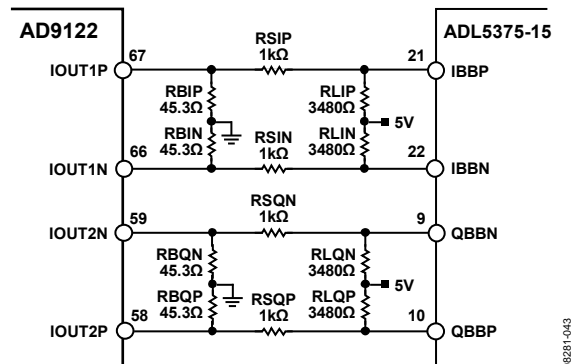 AD9122
ADL5375-15
67
RSIP
1kΩ
21
IOUT1P
IBBP
RBIP
45.3Ω
RLIP
3480Ω
5V
RBIN
45.3Ω
RSIN
1kΩ
RLIN
3480Ω
66
22
IOUT1N
IBBN
59
RSQN
1kΩ
9
IOUT2N
QBBN
RBQN
45.3Ω
RLQN
3480Ω
5V
RBQP
45.3Ω
RSQP
1kΩ
RLQP
3480Ω
58
10
IOUT2P
QBBP
8281-043